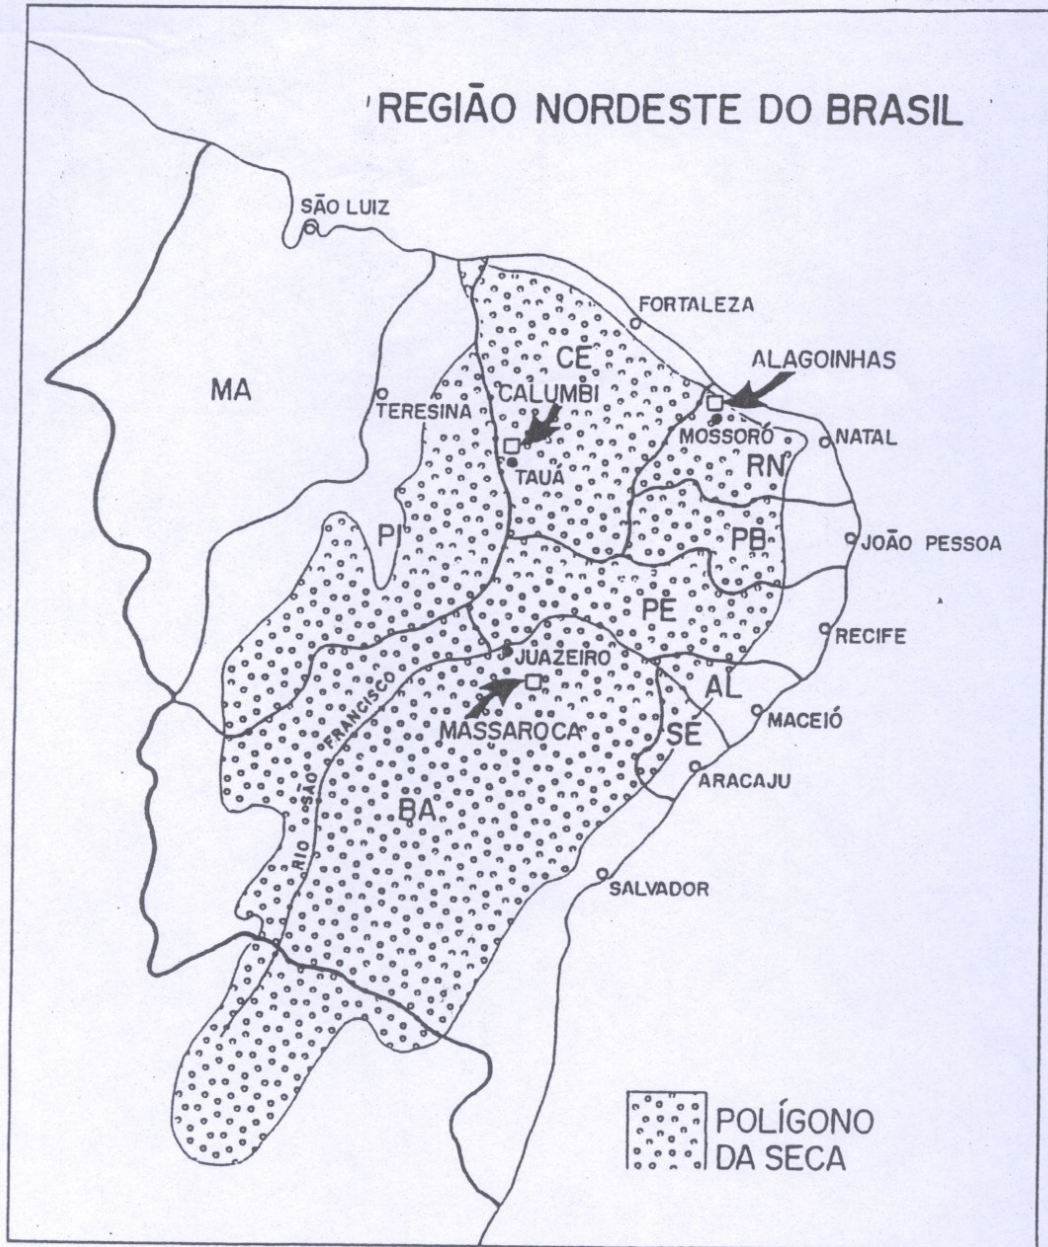 REGIÃO NORDESTE DO BRASIL
SÃO LUIZ
FORTALEZA
CE
ALAGOINHAS
MA
CALUMBI
TERESINA
MOSSORÓ
NATAL
RN
TAUÁ
PI
PB
JOÃO PESSOA
PE
RECIFE
JUAZEIRO
AL
RIO SÃO FRANCISCO
MASSAROCA
SÉ
MACEIÓ
ARACAJU
BA
SALVADOR
POLÍGONO
DA SECA